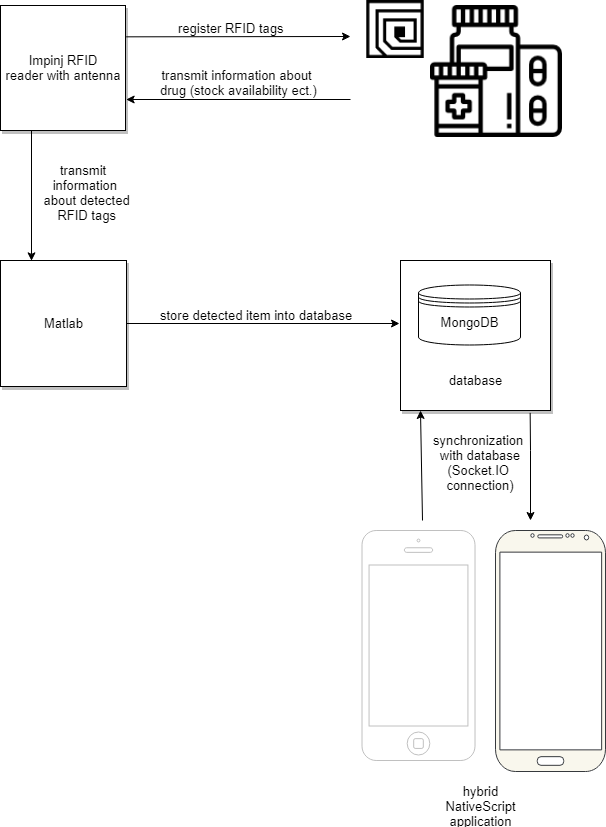 register RFID tags
Impinj RFID
reader with antenna
transmit information about
drug (stock availability ect.)
transmit
information
about detected
RFID tags
Matlab
store detected item into database
MongoDB
database
synchronization
with database
(Socket.IO
connection)
hybrid
NativeScript
application